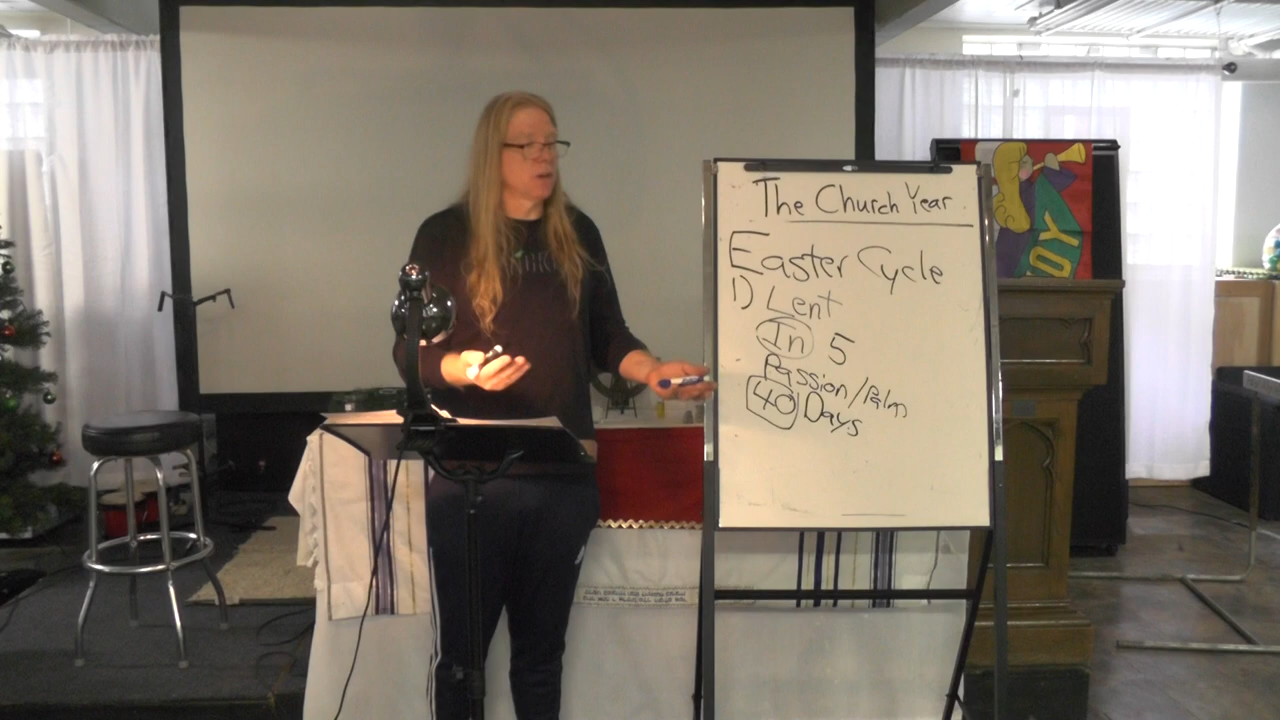 The Church Year
Easter Cycle
1) Lent
In 5
Passion/Palm
40 Days
JOY